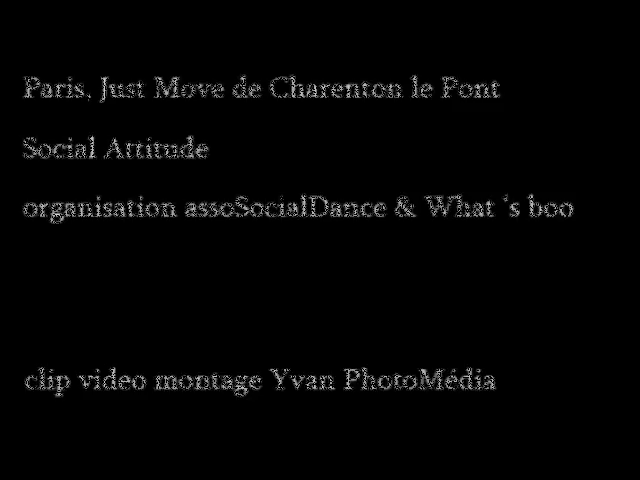 Paris, Just Move de Charenton le Pont
Social Attitude
organisation assoSocialDance & What 's boo
clip video montage Yvan PhotoMédia